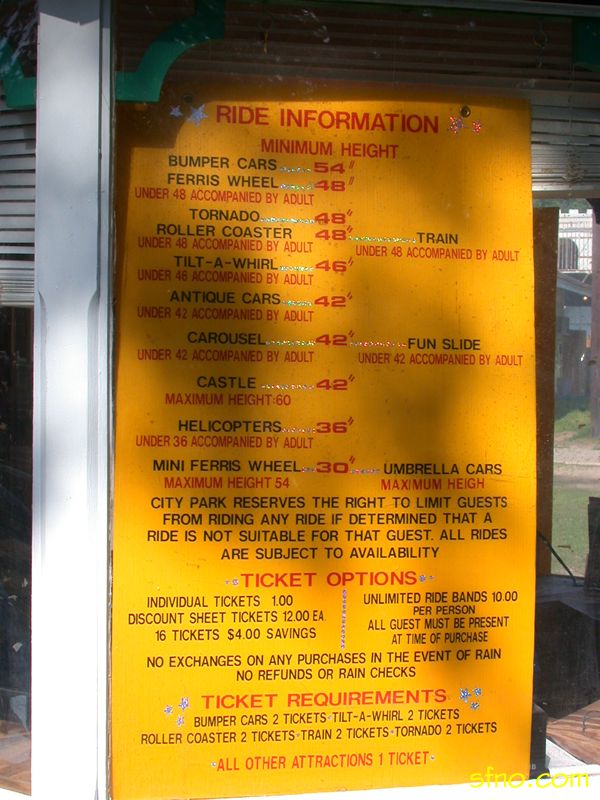 RIDE INFORMATION
MINIMUM HEIGHT
BUMPER CARS 54"
FERRIS WHEEL 48"
UNDER 48 ACCOMPANIED BY ADULT
TORNADO 48"
ROLLER COASTER 48" TRAIN
UNDER 48 ACCOMPANIED BY ADULT UNDER 48 ACCOMPANIED BY ADULT
TILT-A-WHIRL 46"
UNDER 46 ACCOMPANIED BY ADULT
ANTIQUE CARS 42"
UNDER 42 ACCOMPANIED BY ADULT
CAROUSEL 42" FUN SLIDE
UNDER 42 ACCOMPANIED BY ADULT UNDER 42 ACCOMPANIED BY ADULT
CASTLE 42"
MAXIMUM HEIGHT:60
HELICOPTERS 36"
UNDER 36 ACCOMPANIED BY ADULT
MINI FERRIS WHEEL 30" UMBRELLA CARS
MAXIMUM HEIGHT 54 MAXIMUM HEIGH
CITY PARK RESERVES THE RIGHT TO LIMIT GUESTS
FROM RIDING ANY RIDE IF DETERMINED THAT A
RIDE IS NOT SUITABLE FOR THAT GUEST. ALL RIDES
ARE SUBJECT TO AVAILABILITY
TICKET OPTIONS
INDIVIDUAL TICKETS 1.00
DISCOUNT SHEET TICKETS 12.00 EA.
16 TICKETS $4.00 SAVINGS
UNLIMITED RIDE BANDS 10.00
PER PERSON
ALL GUEST MUST BE PRESENT
AT TIME OF PURCHASE
NO EXCHANGES ON ANY PURCHASES IN THE EVENT OF RAIN
NO REFUNDS OR RAIN CHECKS
TICKET REQUIREMENTS
BUMPER CARS 2 TICKETS·TILT-A-WHIRL 2 TICKETS
ROLLER COASTER 2 TICKETS·TRAIN 2 TICKETS·TORNADO 2 TICKETS
·ALL OTHER ATTRACTIONS 1 TICKET·
sfno.com